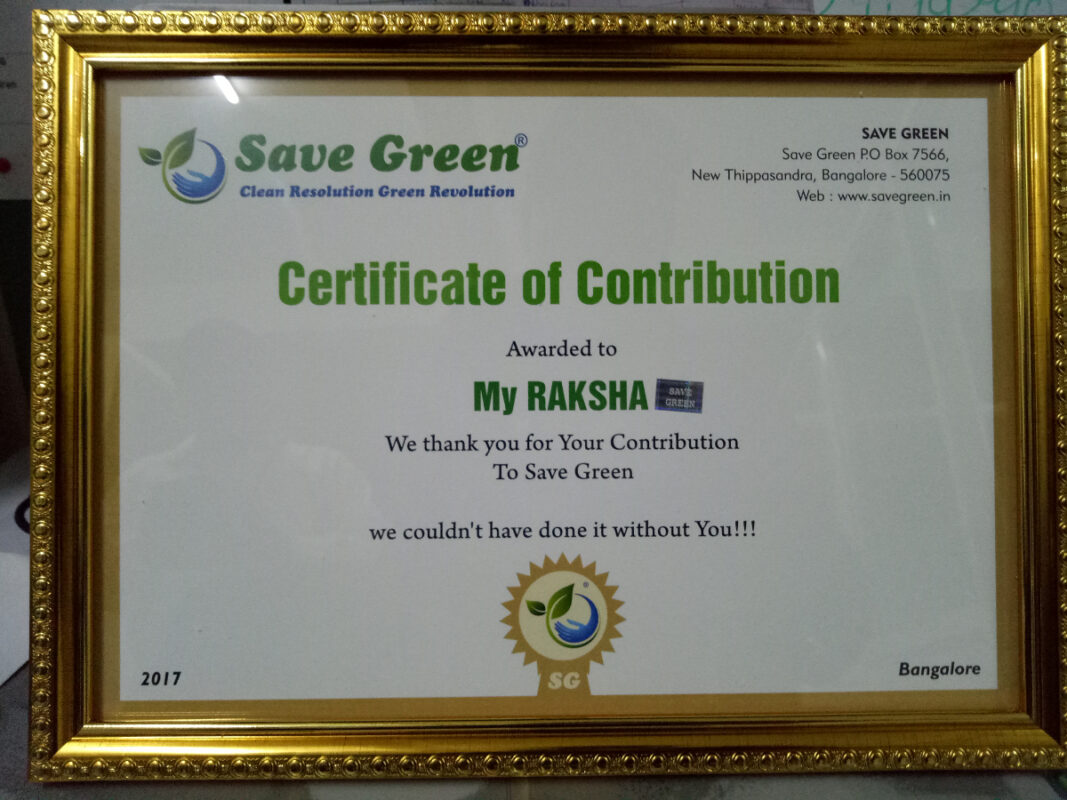 Save Green®
Clean Resolution Green Revolution
SAVE GREEN
Save Green P.O Box 7566,
New Thippasandra, Bangalore - 560075
Web : www.savegreen.in
Certificate of Contribution
Awarded to
My RAKSHA
SAVE
GREEN
We thank you for Your Contribution
To Save Green
we couldn't have done it without You!!!
®
SG
2017
Bangalore